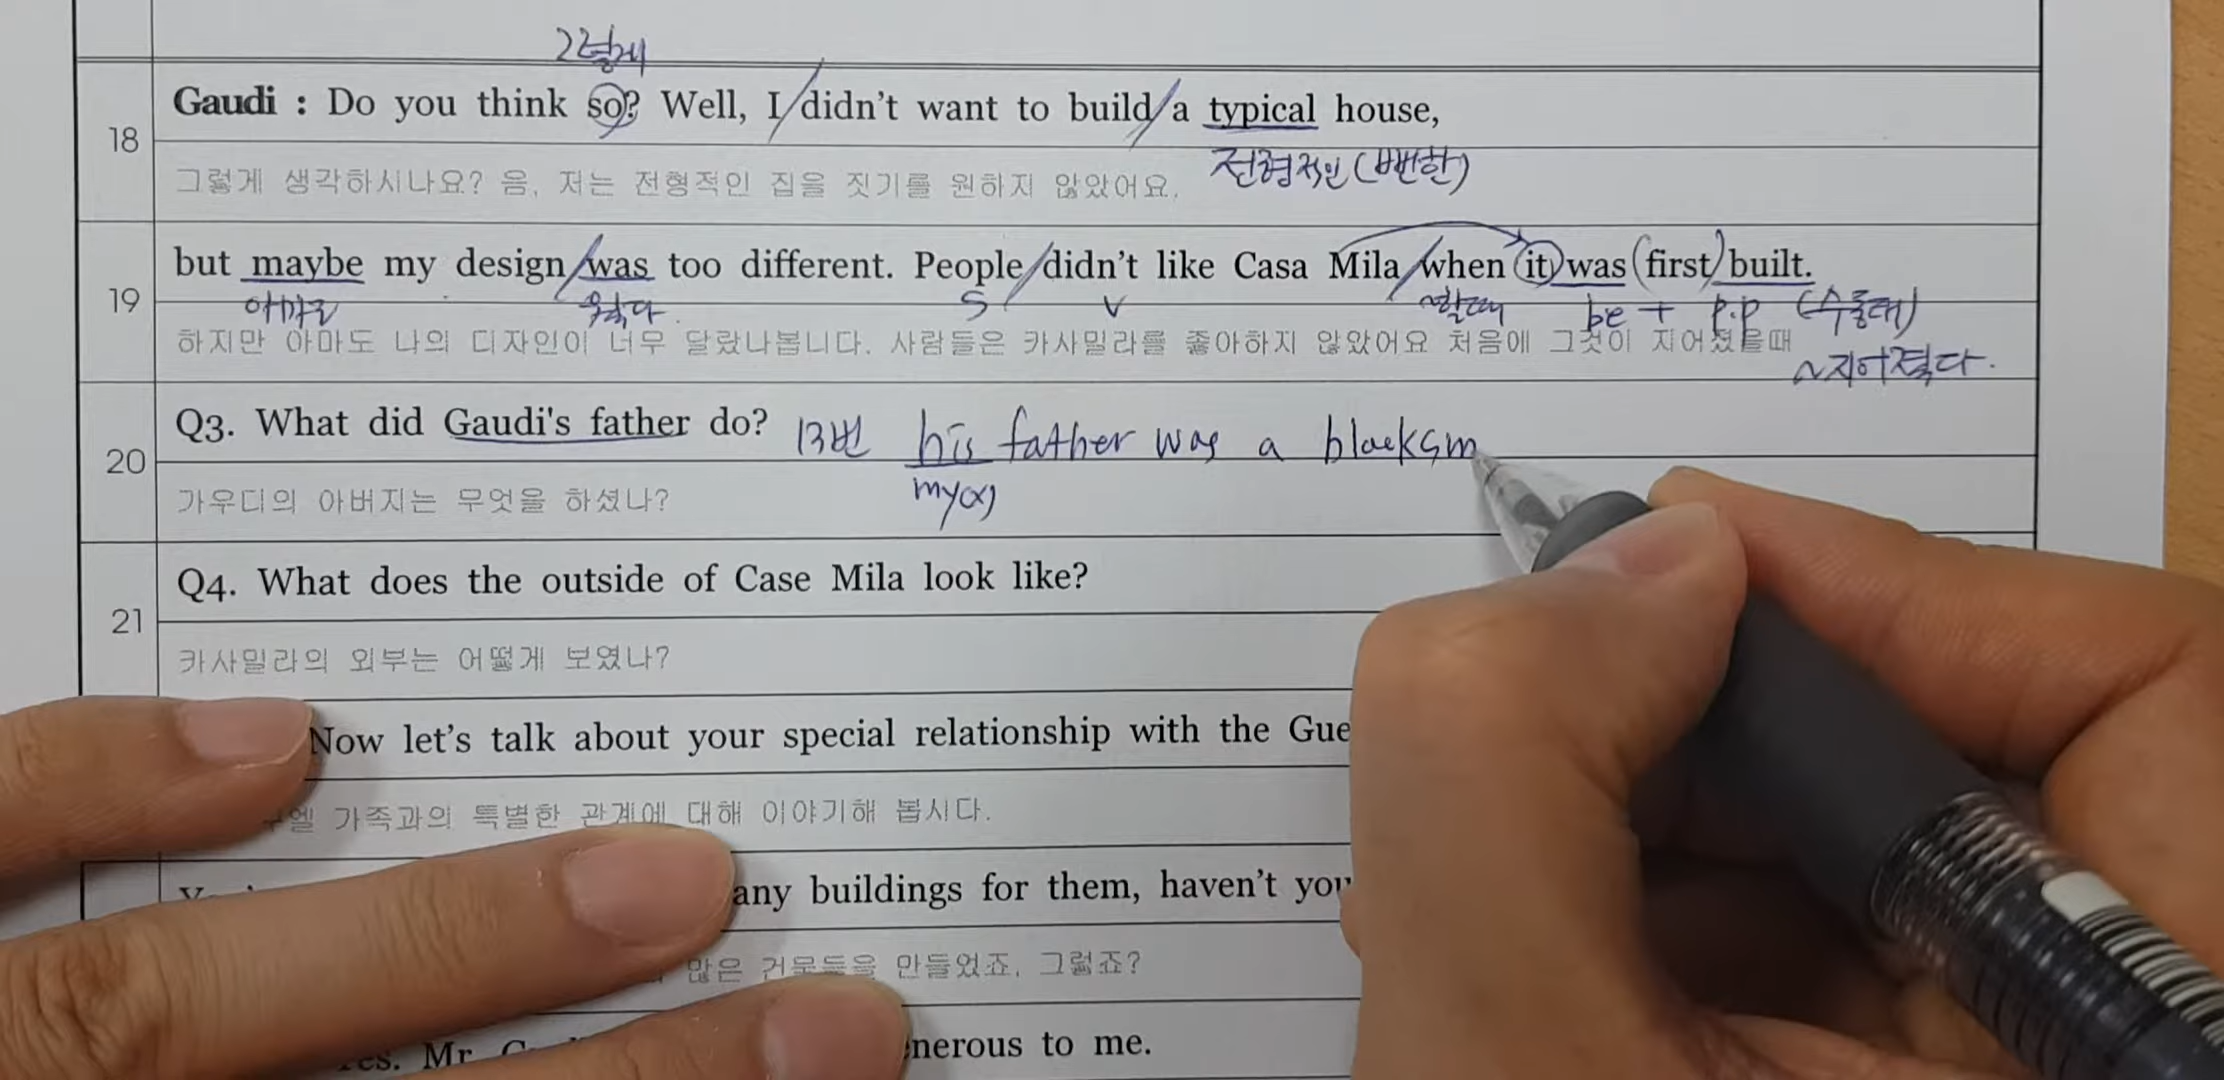 그렇게
Gaudi : Do you think so? Well, I didn't want to build a typical house,
18
전형적인 (뻔한)
그렇게 생각하시나요? 음, 저는 전형적인 집을 짓기를 원하지 않았어요.
but maybe my design was too different. People didn't like Casa Mila when it was first built.
19
아마도 S V ~할때 be + p.p (수동태)
하지만 아마도 나의 디자인이 너무 달랐나봅니다. 사람들은 카사밀라를 좋아하지 않았어요 처음에 그것이 지어졌을때
~지어졌다.
Q3. What did Gaudi's father do? 13번 his father was a blacksm
20
my(x)
가우디의 아버지는 무엇을 하셨나?
Q4. What does the outside of Case Mila look like?
21
카사밀라의 외부는 어떻게 보였나?
Now let's talk about your special relationship with the Gue
엘 가족과의 특별한 관계에 대해 이야기해 봅시다.
any buildings for them, haven't you
많은 건물들을 만들었죠, 그렇죠?
Mr. nerous to me.